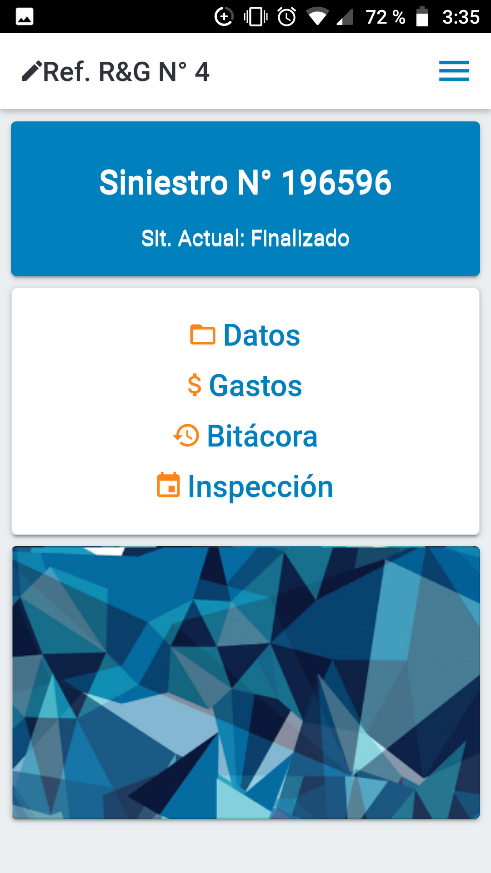 72 % 3:35
Ref. R&G N° 4
Siniestro N° 196596
Sit. Actual: Finalizado
Datos
Gastos
Bitácora
Inspección